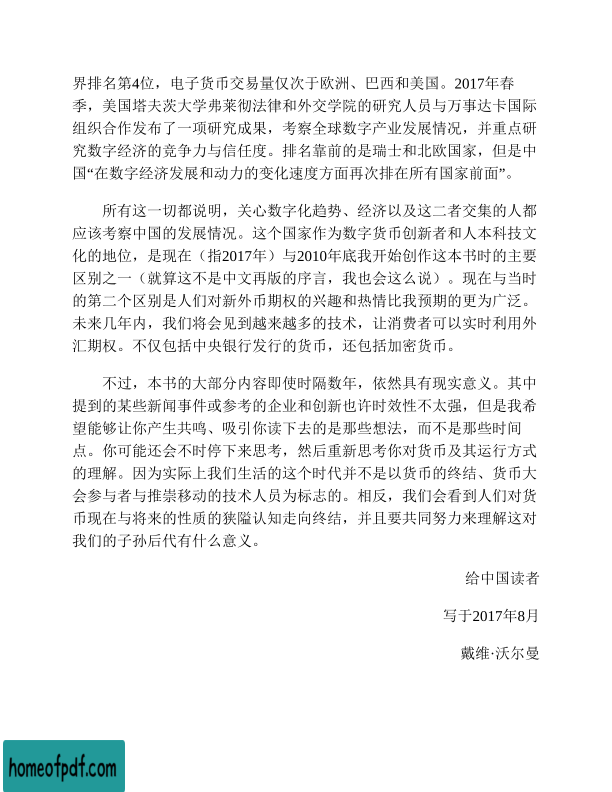 界排名第4位，电子货币交易量仅次于欧洲、巴西和美国。2017年春
季，美国塔夫茨大学弗莱彻法律和外交学院的研究人员与万事达卡国际
组织合作发布了一项研究成果，考察全球数字产业发展情况，并重点研
究数字经济的竞争力与信任度。排名靠前的是瑞士和北欧国家，但是中
国“在数字经济发展和动力的变化速度方面再次排在所有国家前面”。
所有这一切都说明，关心数字化趋势、经济以及这二者交集的人都
应该考察中国的发展情况。这个国家作为数字货币创新者和人本科技文
化的地位，是现在（指2017年）与2010年底我开始创作这本书时的主要
区别之一（就算这不是中文再版的序言，我也会这么说）。现在与当时
的第二个区别是人们对新外币期权的兴趣和热情比我预期的更为广泛。
未来几年内，我们将会见到越来越多的技术，让消费者可以实时利用外
汇期权。不仅包括中央银行发行的货币，还包括加密货币。
不过，本书的大部分内容即使时隔数年，依然具有现实意义。其中
提到的某些新闻事件或参考的企业和创新也许时效性不太强，但是我希
望能够让你产生共鸣、吸引你读下去的是那些想法，而不是那些时间
点。你可能还会不时停下来思考，然后重新思考你对货币及其运行方式
的理解。因为实际上我们生活的这个时代并不是以货币的终结、货币大
会参与者与推崇移动的技术人员为标志的。相反，我们会看到人们对货
币现在与将来的性质的狭隘认知走向终结，并且要共同努力来理解这对
我们的子孙后代有什么意义。
给中国读者
写于2017年8月
戴维·沃尔曼
homeofpdf.com